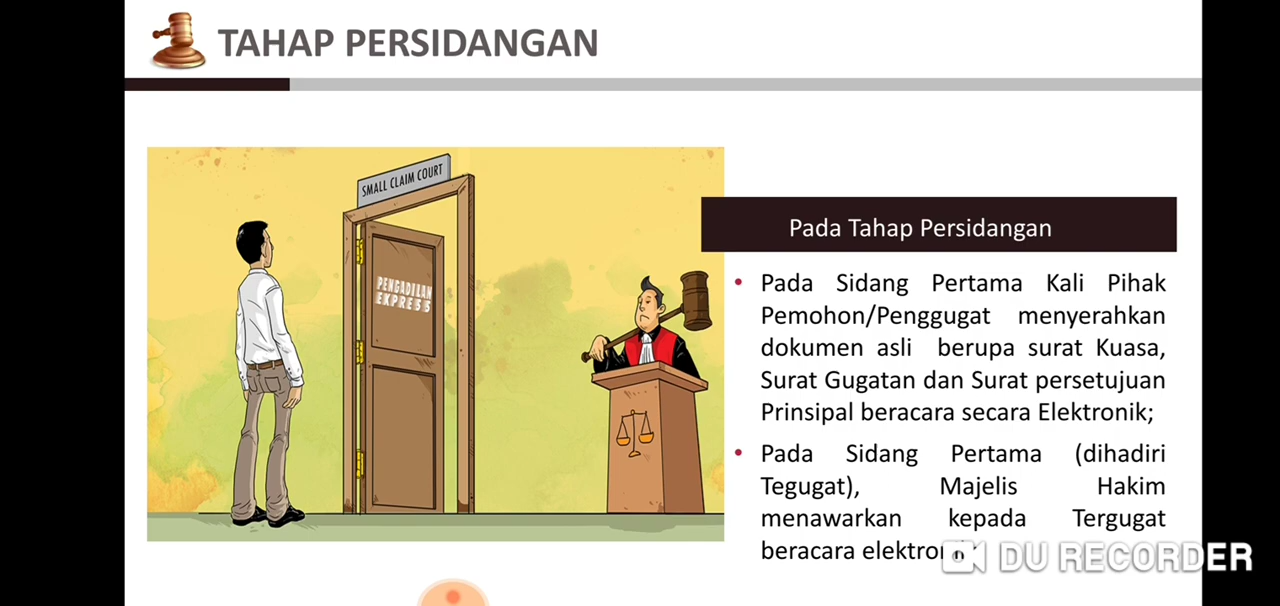 TAHAP PERSIDANGAN
SMALL CLAIM COURT
PENGADILAN
EKPRESS
Pada Tahap Persidangan
• Pada Sidang Pertama Kali Pihak
Pemohon/Penggugat menyerahkan
dokumen asli berupa surat Kuasa,
Surat Gugatan dan Surat persetujuan
Prinsipal beracara secara Elektronik;
• Pada Sidang Pertama (dihadiri
Tegugat), Majelis Hakim
menawarkan kepada Tergugat
beracara
DU RECORDER